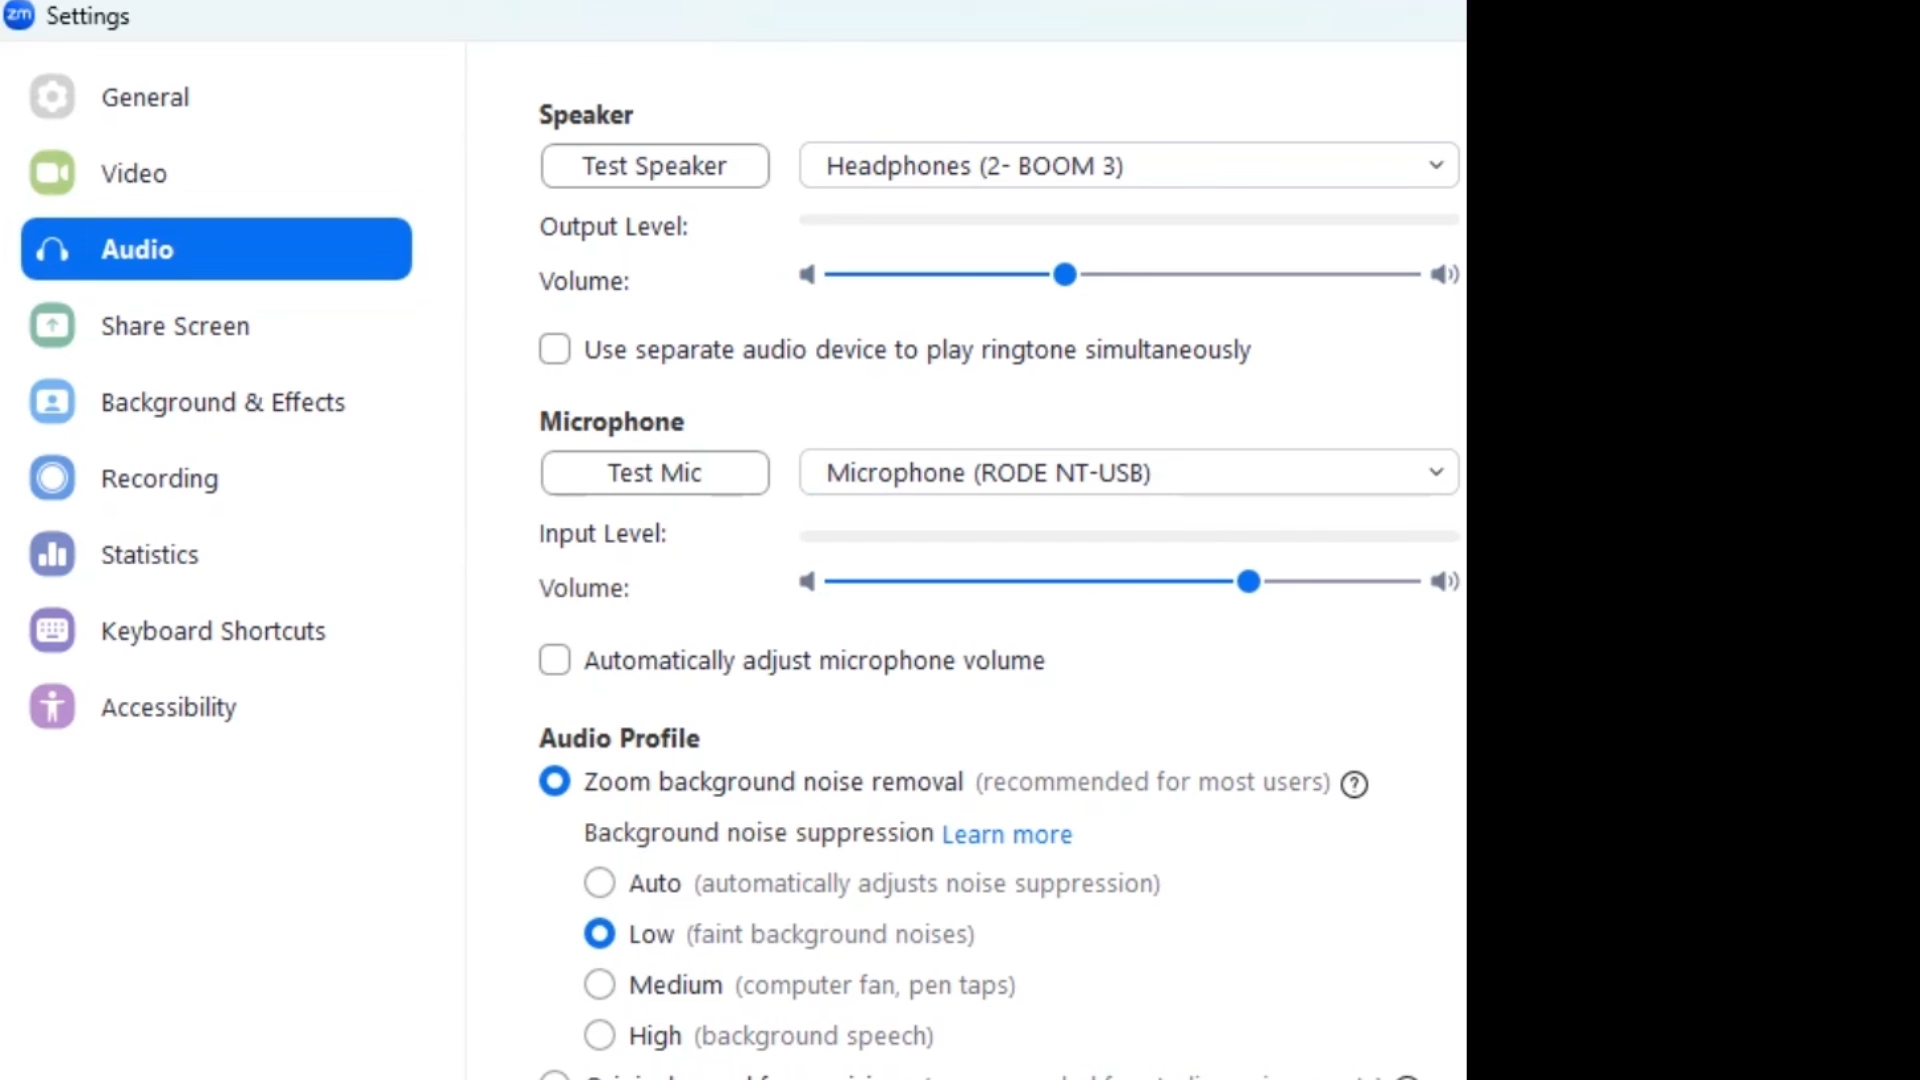 zm Settings
General
Video
Audio
Share Screen
Background & Effects
Recording
Statistics
Keyboard Shortcuts
Accessibility
Speaker
Test Speaker Headphones (2- BOOM 3)
Output Level:
Volume:
Use separate audio device to play ringtone simultaneously
Microphone
Test Mic Microphone (RODE NT-USB)
Input Level:
Volume:
Automatically adjust microphone volume
Audio Profile
Zoom background noise removal (recommended for most users) ?
Background noise suppression Learn more
Auto (automatically adjusts noise suppression)
Low (faint background noises)
Medium (computer fan, pen taps)
High (background speech)